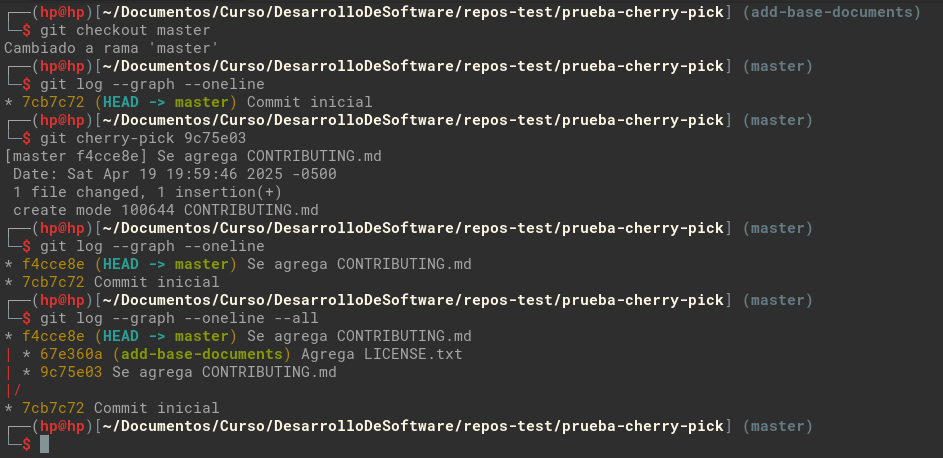 ┌──(hp@hp)[~/Documentos/Curso/DesarrolloDeSoftware/repos-test/prueba-cherry-pick] (add-base-documents)
└─$ git checkout master
Cambiado a rama 'master'
┌──(hp@hp)[~/Documentos/Curso/DesarrolloDeSoftware/repos-test/prueba-cherry-pick] (master)
└─$ git log --graph --oneline
* 7cb7c72 (HEAD -> master) Commit inicial
┌──(hp@hp)[~/Documentos/Curso/DesarrolloDeSoftware/repos-test/prueba-cherry-pick] (master)
└─$ git cherry-pick 9c75e03
[master f4cce8e] Se agrega CONTRIBUTING.md
 Date: Sat Apr 19 19:59:46 2025 -0500
 1 file changed, 1 insertion(+)
 create mode 100644 CONTRIBUTING.md
┌──(hp@hp)[~/Documentos/Curso/DesarrolloDeSoftware/repos-test/prueba-cherry-pick] (master)
└─$ git log --graph --oneline
* f4cce8e (HEAD -> master) Se agrega CONTRIBUTING.md
* 7cb7c72 Commit inicial
┌──(hp@hp)[~/Documentos/Curso/DesarrolloDeSoftware/repos-test/prueba-cherry-pick] (master)
└─$ git log --graph --oneline --all
* f4cce8e (HEAD -> master) Se agrega CONTRIBUTING.md
| * 67e360a (add-base-documents) Agrega LICENSE.txt
| * 9c75e03 Se agrega CONTRIBUTING.md
|/
* 7cb7c72 Commit inicial
┌──(hp@hp)[~/Documentos/Curso/DesarrolloDeSoftware/repos-test/prueba-cherry-pick] (master)
└─$